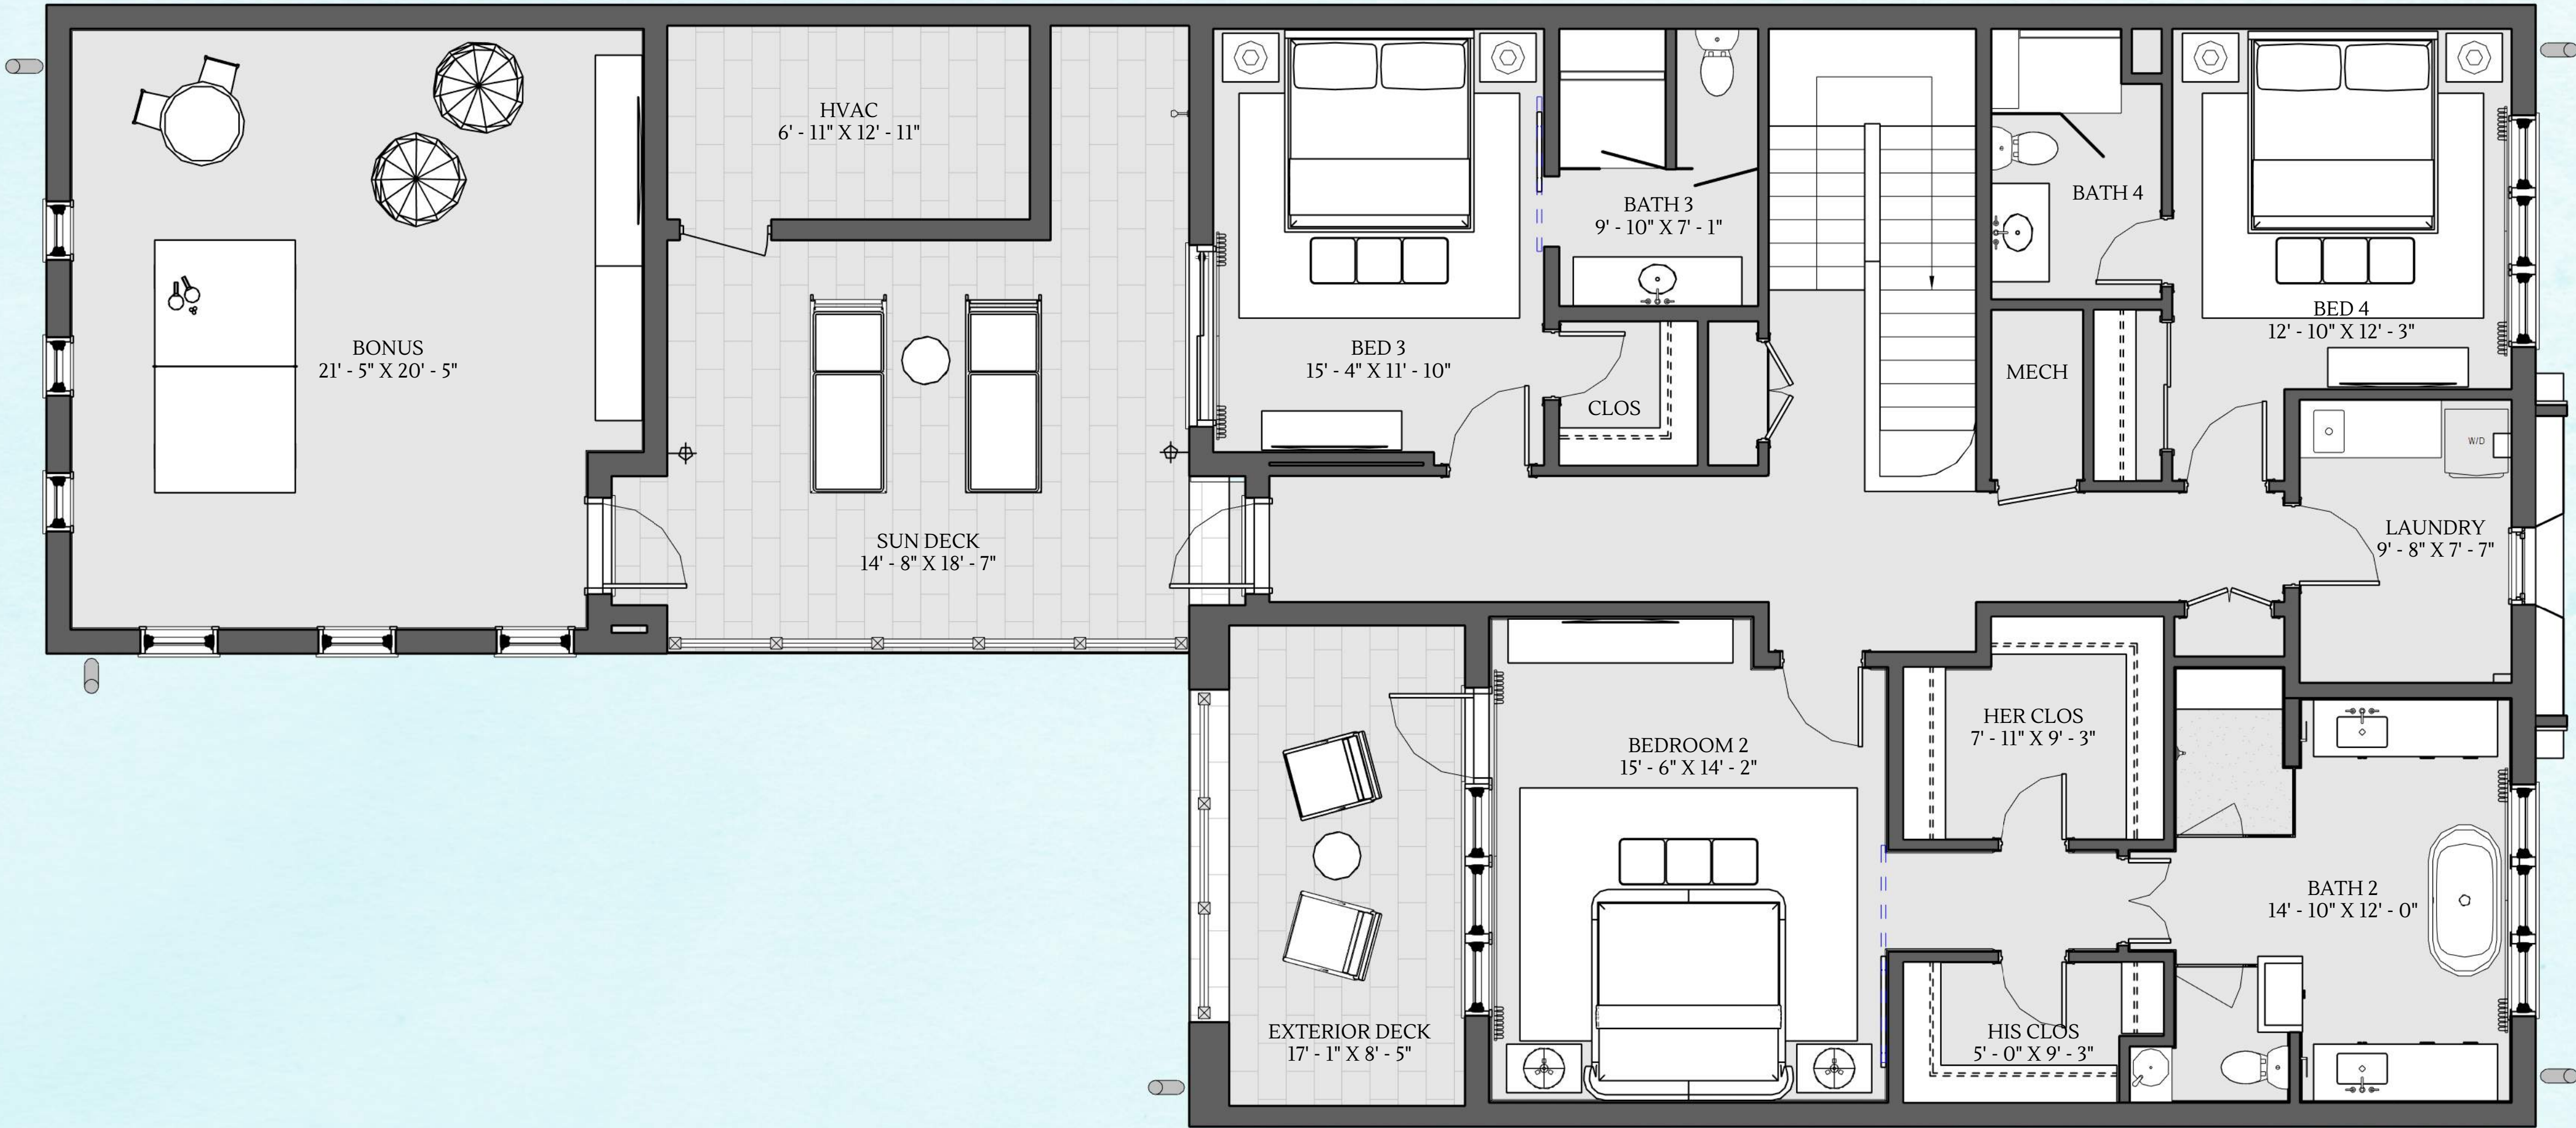 HVAC
6' - 11" X 12' - 11"
BONUS
21' - 5" X 20' - 5"
SUN DECK
14' - 8" X 18' - 7"
BED 3
15' - 4" X 11' - 10"
BATH 3
9' - 10" X 7' - 1"
CLOS
BATH 4
MECH
BED 4
12' - 10" X 12' - 3"
W/D
LAUNDRY
9' - 8" X 7' - 7"
EXTERIOR DECK
17' - 1" X 8' - 5"
BEDROOM 2
15' - 6" X 14' - 2"
HER CLOS
7' - 11" X 9' - 3"
HIS CLOS
5' - 0" X 9' - 3"
BATH 2
14' - 10" X 12' - 0"